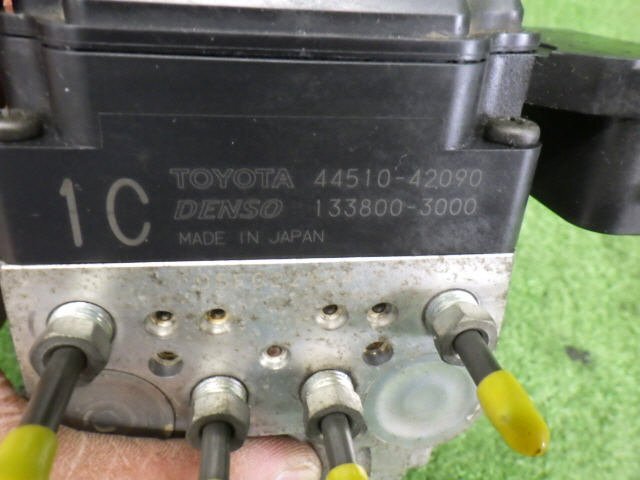 1C
TOYOTA 44510-42090
DENSO 133800-3000
MADE IN JAPAN